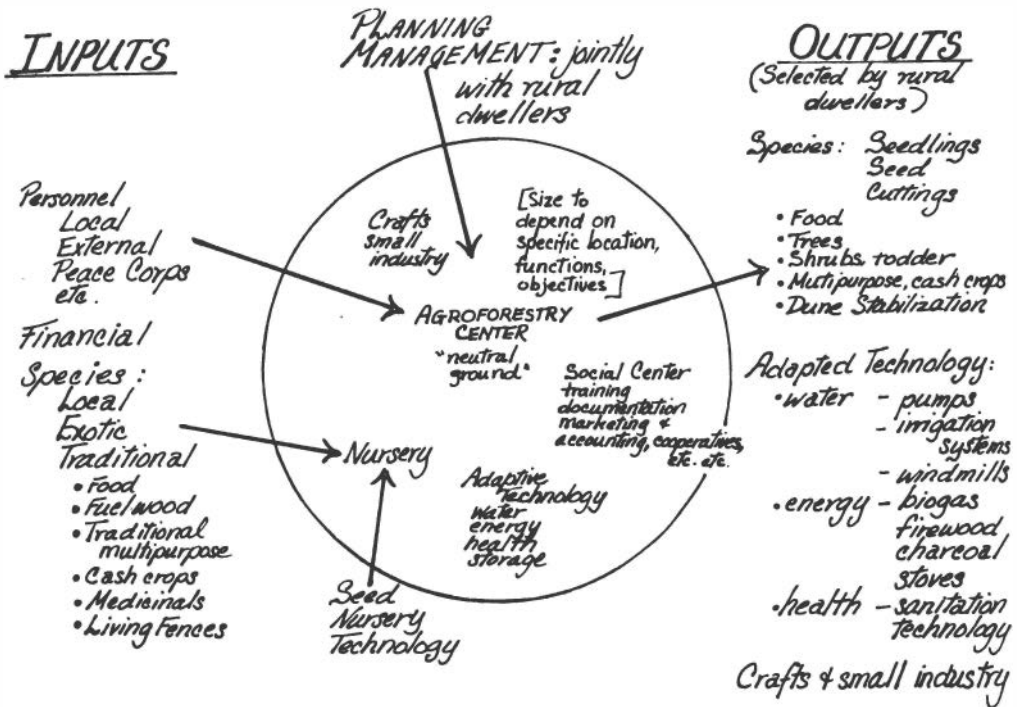 INPUTS
Personnel
Local
External
Peace Corps
etc.
Financial
Species:
Local
Exotic
Traditional
• Food
• Fuelwood
• Traditional
multipurpose
• Cash crops
• Medicinals
• Living Fences
PLANNING
MANAGEMENT: jointly
with rural
dwellers
Crafts
small
industry
[Size to
depend on
specific location,
functions,
objectives]
AGROFORESTRY
CENTER
"neutral
ground"
Social Center
training
documentation
marketing &
accounting, cooperatives,
etc. etc.
Nursery
Adaptive
Technology
water
energy
health
storage
Seed
Nursery
Technology
OUTPUTS
(Selected by rural
dwellers)
Species: Seedlings
Seed
Cuttings
• Food
• Trees
• Shrubs, rodder
• Mutipurpose, cash crops
• Dune Stabilization
Adapted Technology:
• water - pumps
- irrigation
systems
- windmills
• energy - biogas
firewood
charcoal
stoves
• health - sanitation
technology
Crafts & small industry